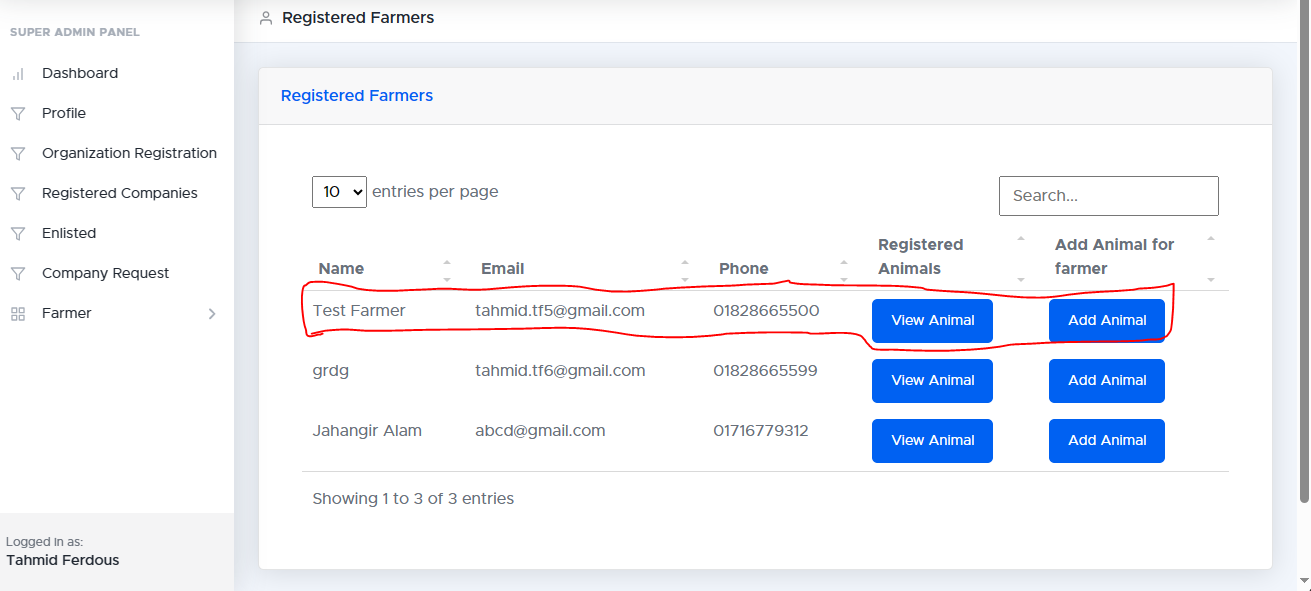 SUPER ADMIN PANEL
Dashboard
Profile
Organization Registration
Registered Companies
Enlisted
Company Request
Farmer
Logged in as:
Tahmid Ferdous
Registered Farmers
Registered Farmers
10 entries per page
Search...
Name Email Phone Registered Animals Add Animal for farmer
Test Farmer tahmid.tf5@gmail.com 01828665500 View Animal Add Animal
grdg tahmid.tf6@gmail.com 01828665599 View Animal Add Animal
Jahangir Alam abcd@gmail.com 01716779312 View Animal Add Animal
Showing 1 to 3 of 3 entries